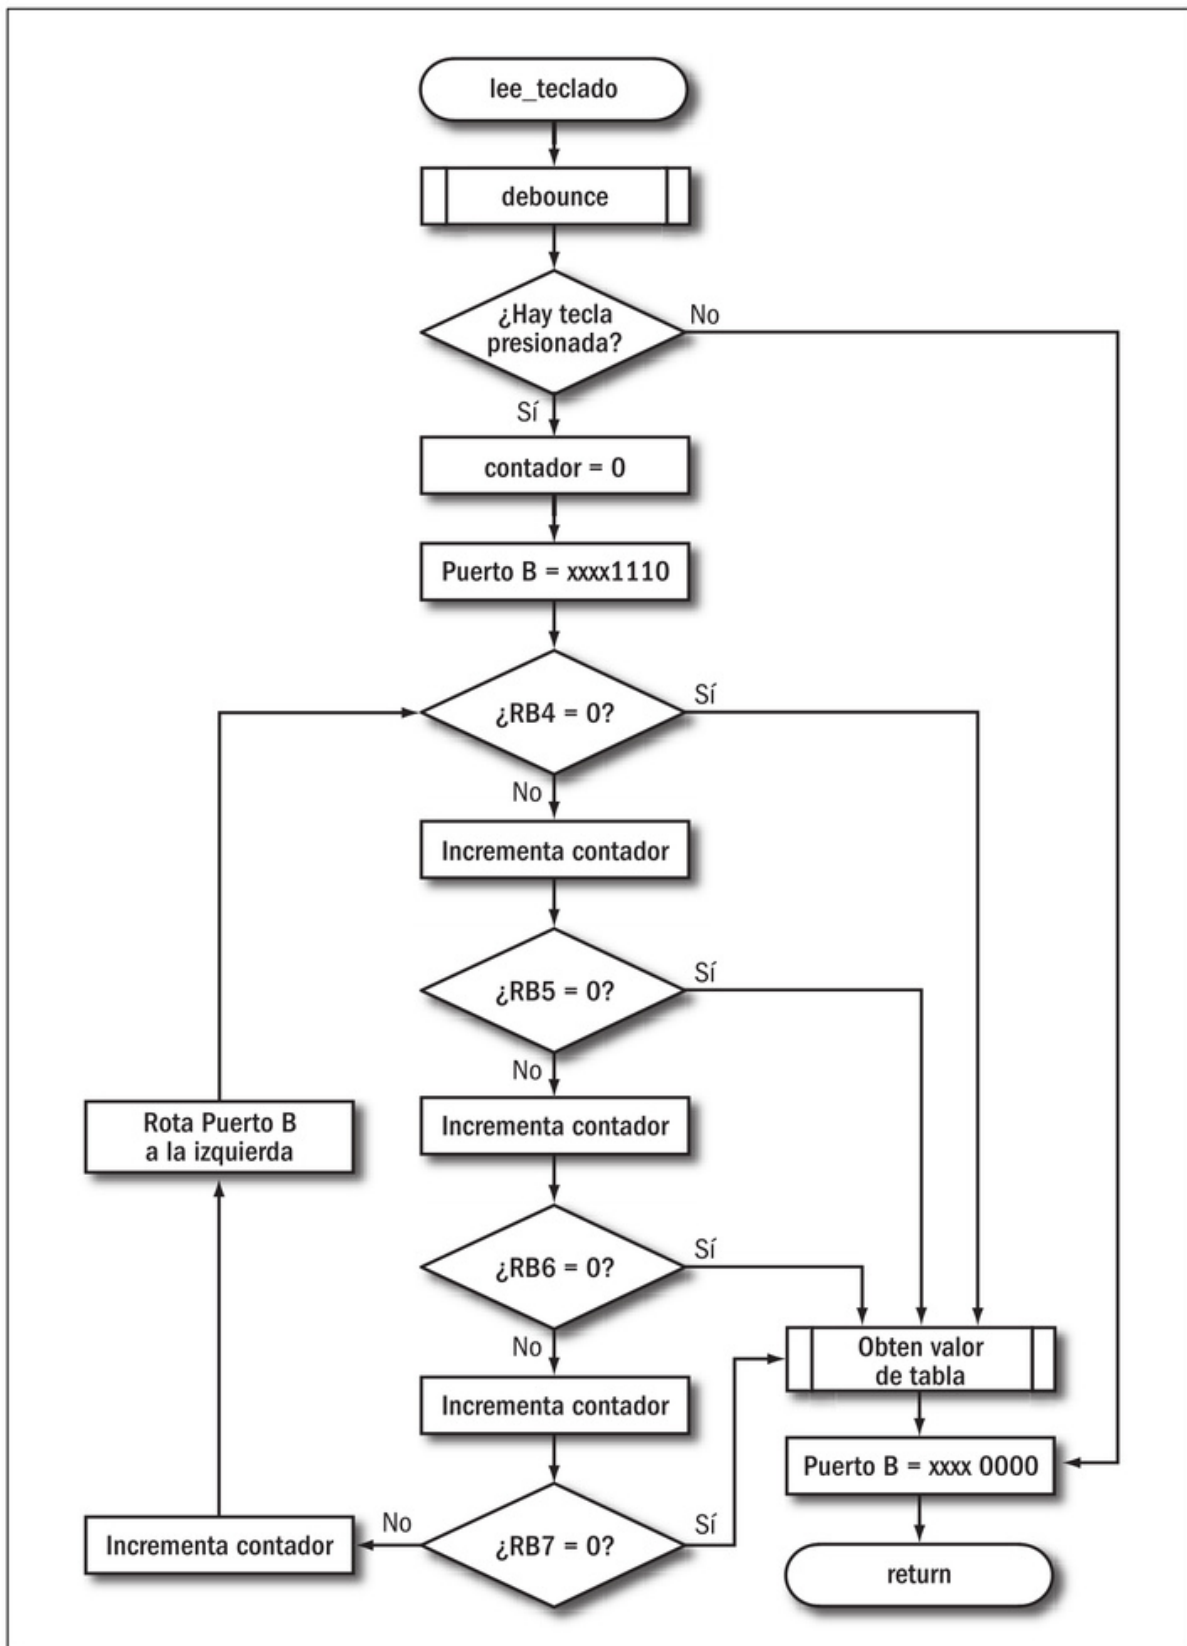 lee_teclado
debounce
¿Hay tecla
presionada?
No
Sí
contador = 0
Puerto B = xxxx1110
¿RB4 = 0?
Sí
No
Incrementa contador
¿RB5 = 0?
Sí
No
Rota Puerto B
a la izquierda
Incrementa contador
¿RB6 = 0?
Sí
No
Obten valor
de tabla
Incrementa contador
Puerto B = xxxx 0000
¿RB7 = 0?
No
Sí
Incrementa contador
return